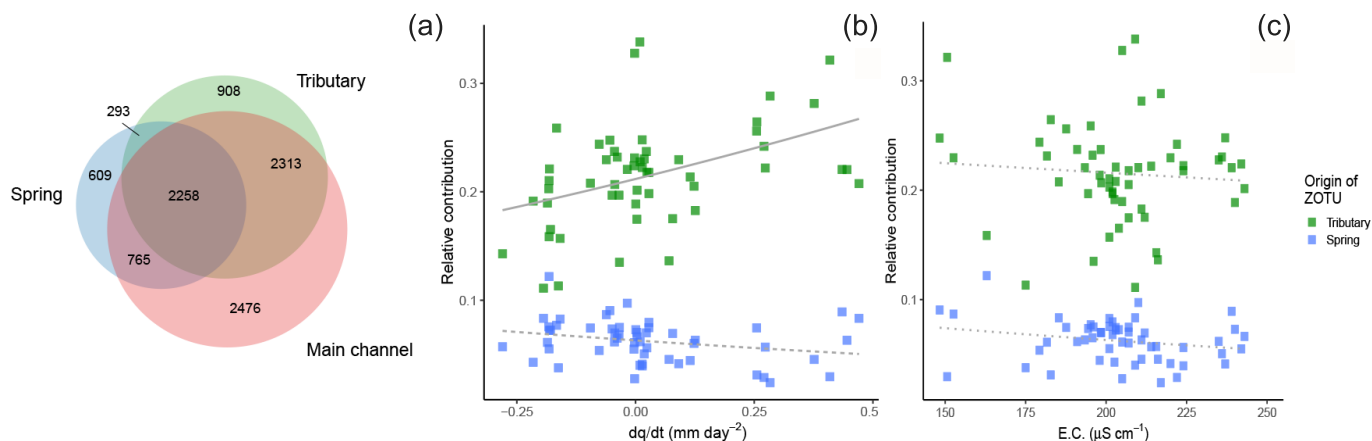 (a)
Tributary
908
293
2313
609
Spring
2258
765
2476
Main channel
(b)
Relative contribution
0.3
0.2
0.1
−0.25
0.00
0.25
0.5
dq/dt (mm day⁻²)
(c)
Relative contribution
0.3
0.2
0.1
150
175
200
225
250
E.C. (μS cm⁻¹)
Origin of
ZOTU
Tributary
Spring